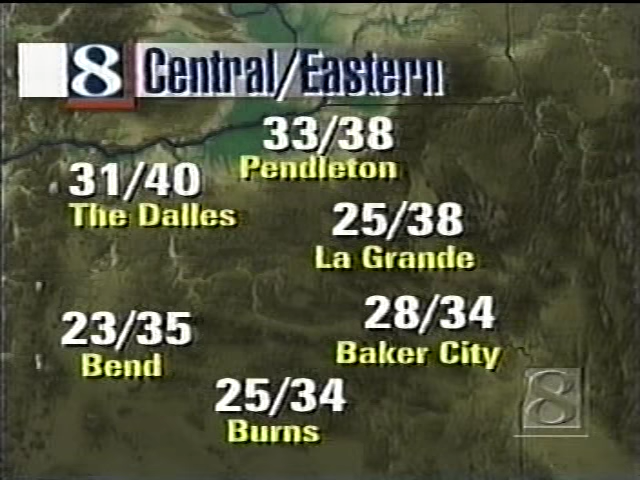 8 Central/Eastern
33/38
Pendleton
31/40
The Dalles
25/38
La Grande
28/34
Baker City
23/35
Bend
25/34
Burns
8